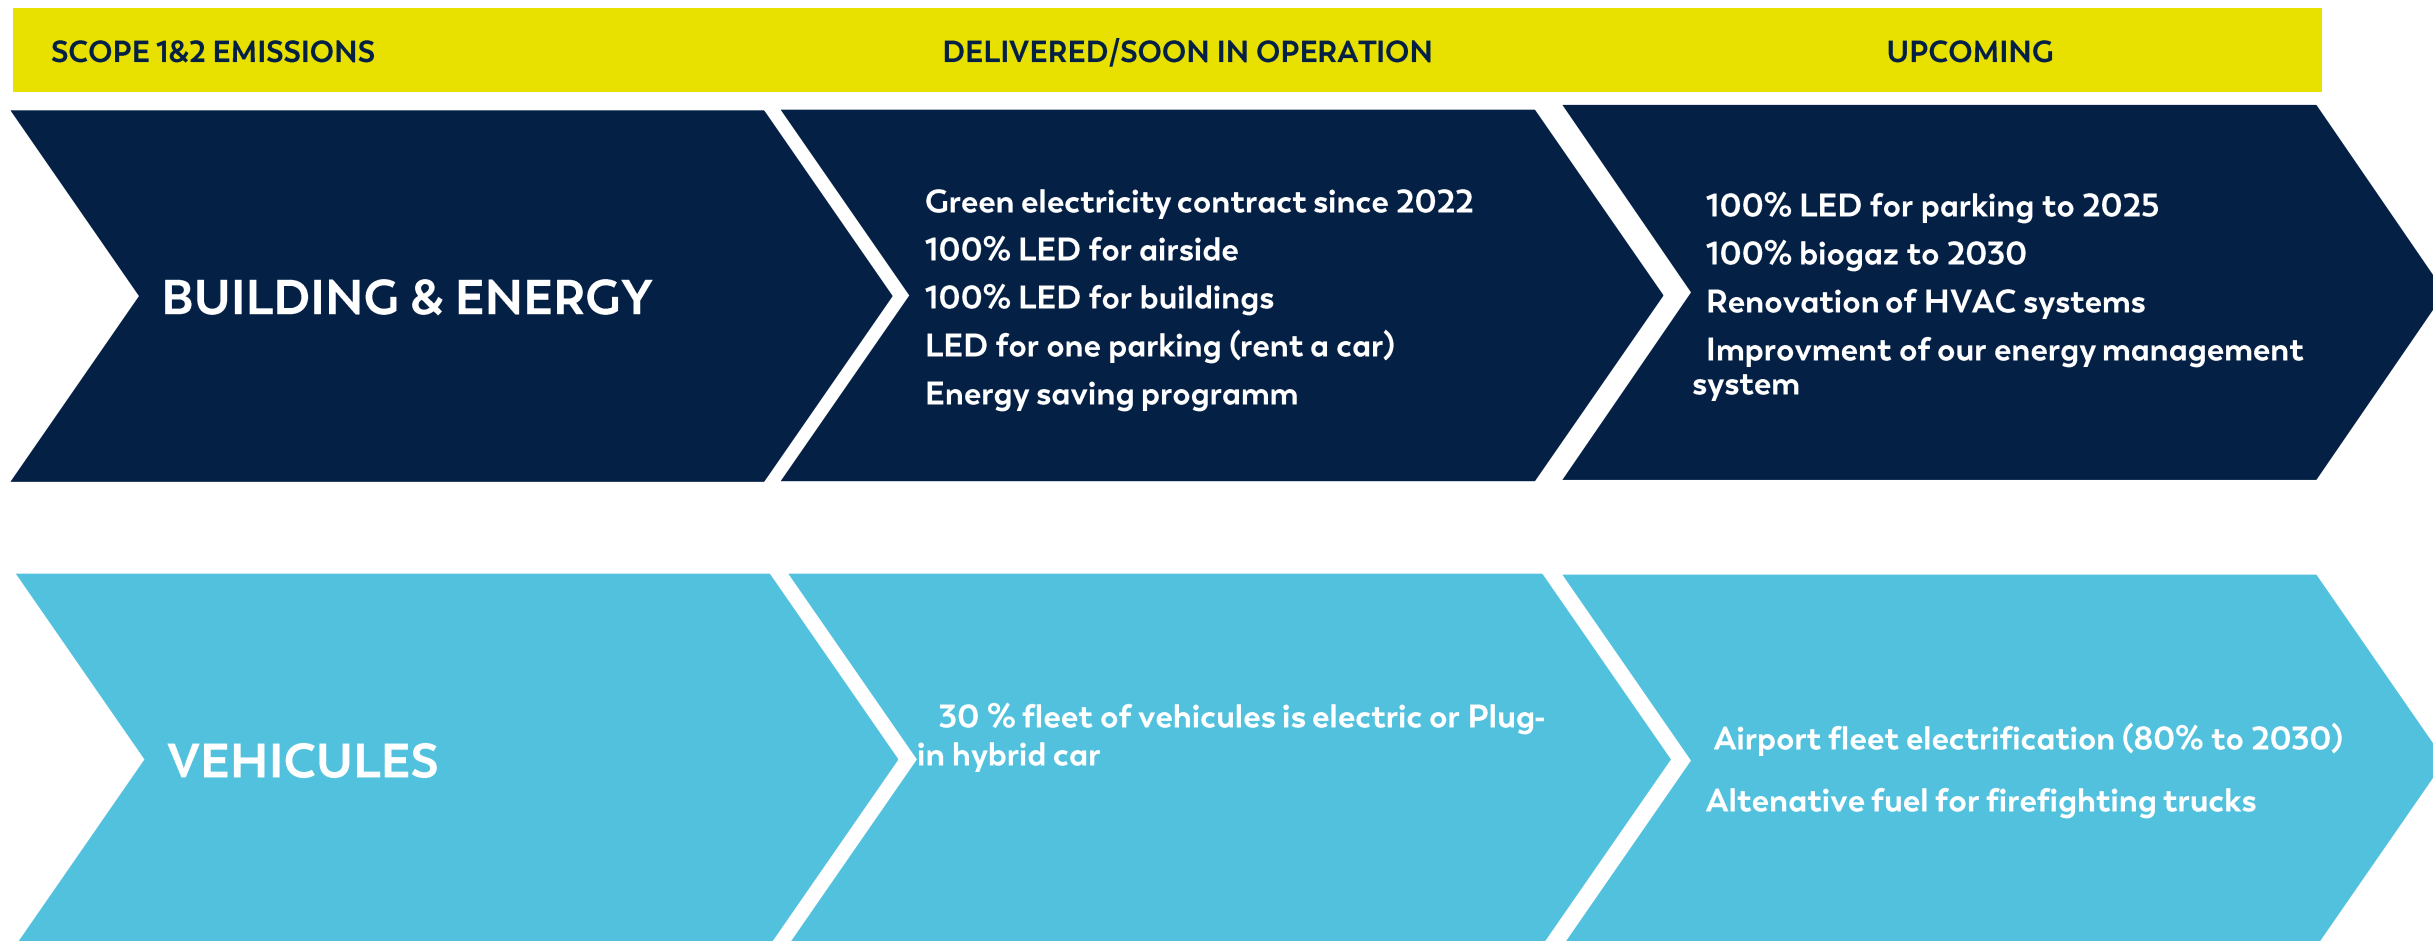 SCOPE 1&2 EMISSIONS
DELIVERED/SOON IN OPERATION
UPCOMING
BUILDING & ENERGY
Green electricity contract since 2022
100% LED for airside
100% LED for buildings
LED for one parking (rent a car)
Energy saving programm
100% LED for parking to 2025
100% biogaz to 2030
Renovation of HVAC systems
Improvment of our energy management
system
VEHICULES
30 % fleet of vehicules is electric or Plug-
in hybrid car
Airport fleet electrification (80% to 2030)
Altenative fuel for firefighting trucks